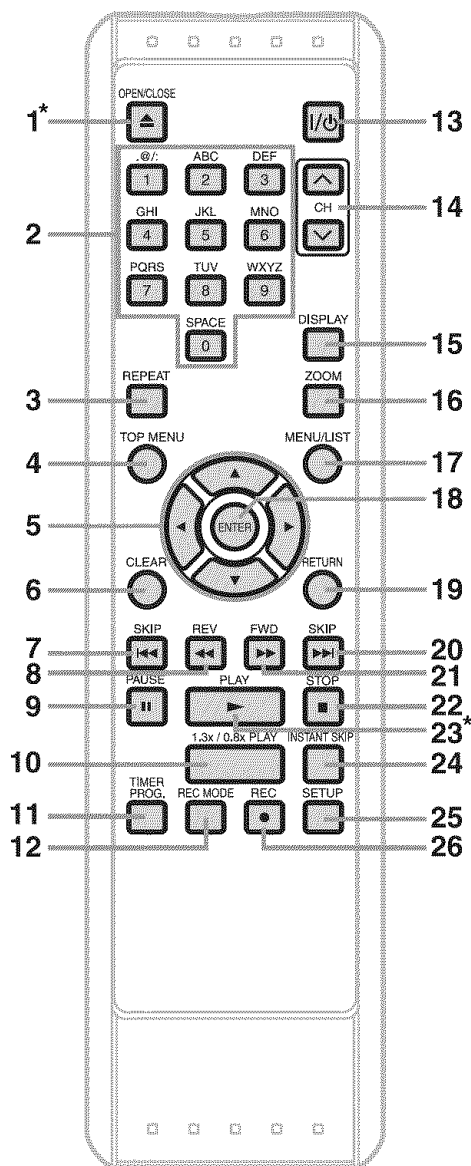 OPEN/CLOSE
1* ⏏ I/⏻ 13
.@/: ABC DEF
1 2 3
CH 14
GHI JKL MNO
2 4 5 6
PQRS TUV WXYZ
7 8 9
SPACE DISPLAY
0 15
REPEAT ZOOM
3 16
TOP MENU MENU/LIST
4 17
18
5 ENTER
CLEAR RETURN
6 19
SKIP REV FWD SKIP
7 20
8 21
PAUSE PLAY STOP
9 22
23*
1.3x / 0.8x PLAY INSTANT SKIP
10 24
TIMER PROG. REC MODE REC SETUP
11 25
12 26